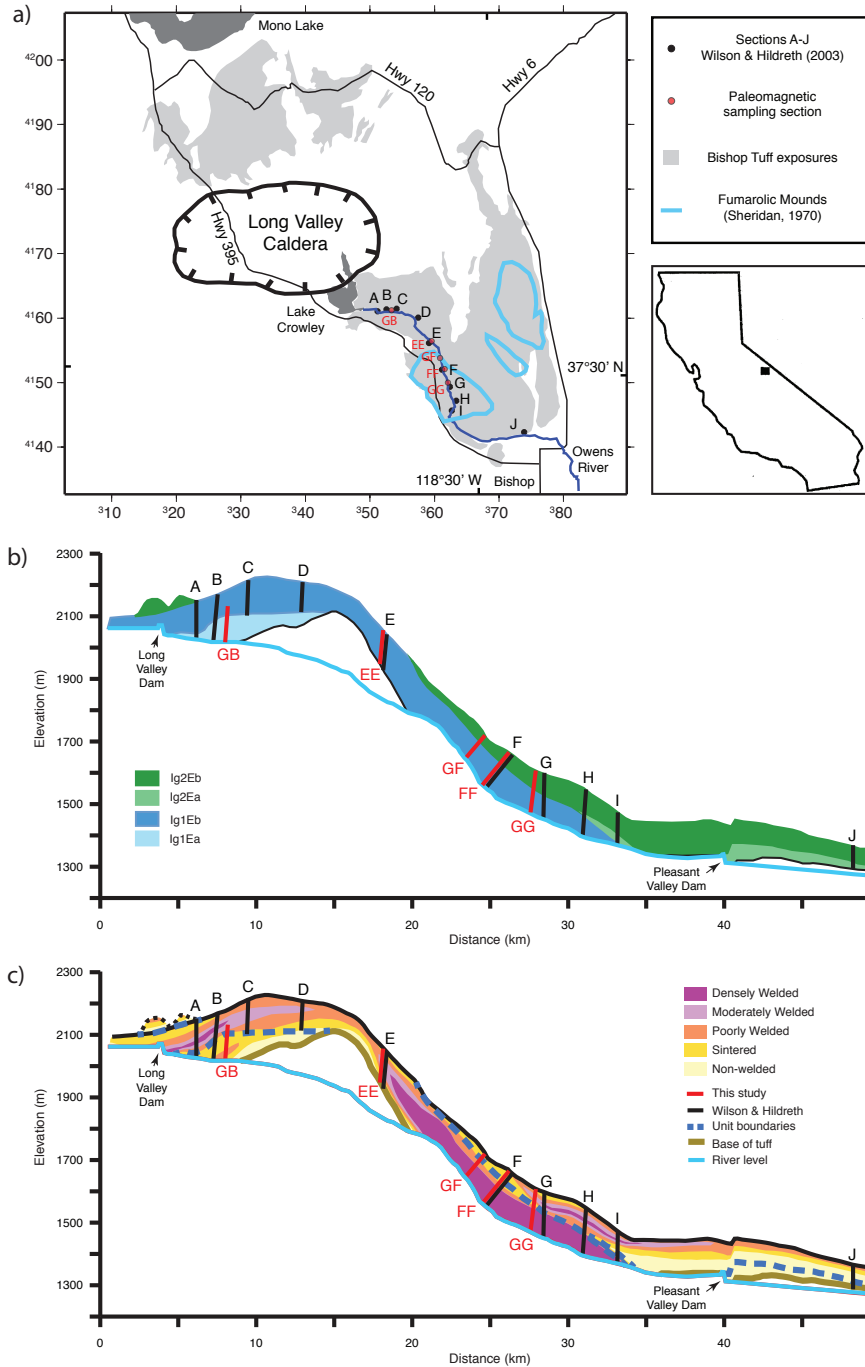 a)
Mono Lake
Hwy 120
Hwy 6
Long Valley
Caldera
Hwy 395
Lake
Crowley
A
B
C
D
E
F
G
H
I
J
GB
EE
GF
FF
GG
37°30' N
118°30' W
Bishop
Owens
River
4200
4190
4180
4170
4160
4150
4140
310
320
330
340
350
360
370
380
Sections A-J
Wilson & Hildreth (2003)
Paleomagnetic
sampling section
Bishop Tuff exposures
Fumarolic Mounds
(Sheridan, 1970)
b)
2300
2100
1900
1700
1500
1300
Elevation (m)
A
B
C
D
E
F
G
H
I
J
GB
EE
GF
FF
GG
Long
Valley
Dam
Pleasant
Valley Dam
Ig2Eb
Ig2Ea
Ig1Eb
Ig1Ea
0
10
20
30
40
Distance (km)
c)
2300
2100
1900
1700
1500
1300
Elevation (m)
A
B
C
D
E
F
G
H
I
J
GB
EE
GF
FF
GG
Long
Valley
Dam
Pleasant
Valley Dam
Densely Welded
Moderately Welded
Poorly Welded
Sintered
Non-welded
This study
Wilson & Hildreth
Unit boundaries
Base of tuff
River level
0
10
20
30
40
Distance (km)